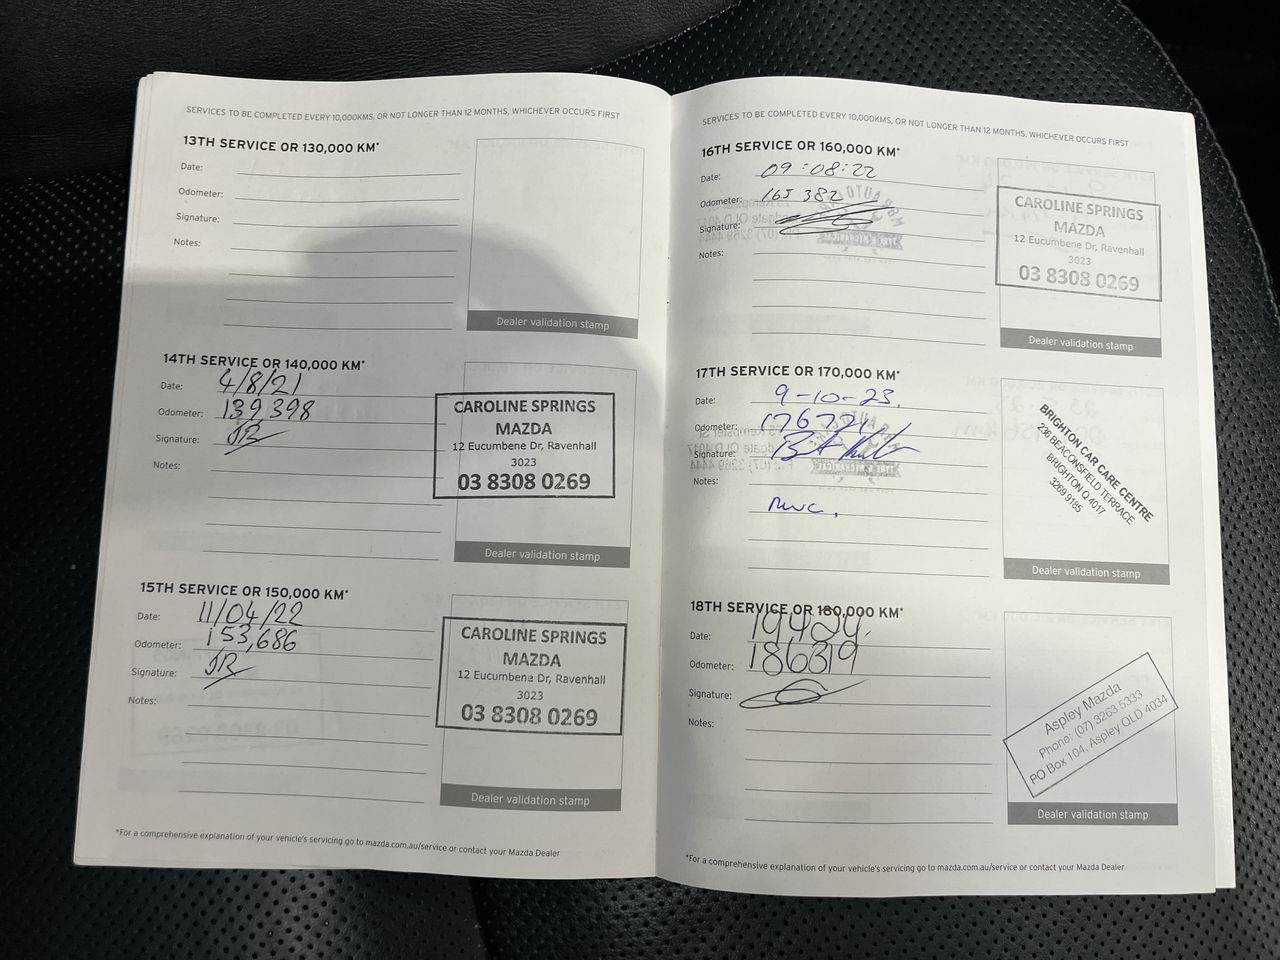 SERVICES TO BE COMPLETED EVERY 10,000KMS, OR NOT LONGER THAN 12 MONTHS, WHICHEVER OCCURS FIRST
13TH SERVICE OR 130,000 KM*
Date:
Odometer:
Signature:
Notes:
Dealer validation stamp
14TH SERVICE OR 140,000 KM*
Date: 4/8/21
Odometer: 139,398
Signature: JR
Notes:
CAROLINE SPRINGS
MAZDA
12 Eucumbene Dr, Ravenhall
3023
03 8308 0269
Dealer validation stamp
15TH SERVICE OR 150,000 KM*
Date: 11/04/22
Odometer: 153,686
Signature: JR
Notes:
CAROLINE SPRINGS
MAZDA
12 Eucumbene Dr, Ravenhall
3023
03 8308 0269
Dealer validation stamp
*For a comprehensive explanation of your vehicle's servicing go to mazda.com.au/service or contact your Mazda Dealer
SERVICES TO BE COMPLETED EVERY 10,000KMS, OR NOT LONGER THAN 12 MONTHS, WHICHEVER OCCURS FIRST
16TH SERVICE OR 160,000 KM*
Date: 09:08:22
Odometer: 165 382
Signature:
Notes:
CAROLINE SPRINGS
MAZDA
12 Eucumbene Dr, Ravenhall
3023
03 8308 0269
Dealer validation stamp
17TH SERVICE OR 170,000 KM*
Date: 9-10-23.
Odometer:
Signature:
Notes:
RWC.
BRIGHTON CAR CARE CENTRE
236 BEACONSFIELD TERRACE
BRIGHTON Q 4017
3269 9185
Dealer validation stamp
18TH SERVICE OR 180,000 KM*
Date: 19,4,24,
Odometer: 186319
Signature:
Notes:
Aspley Mazda
Phone: (07) 3263 5333
PO Box 104, Aspley QLD 4034
Dealer validation stamp
*For a comprehensive explanation of your vehicle's servicing go to mazda.com.au/service or contact your Mazda Dealer